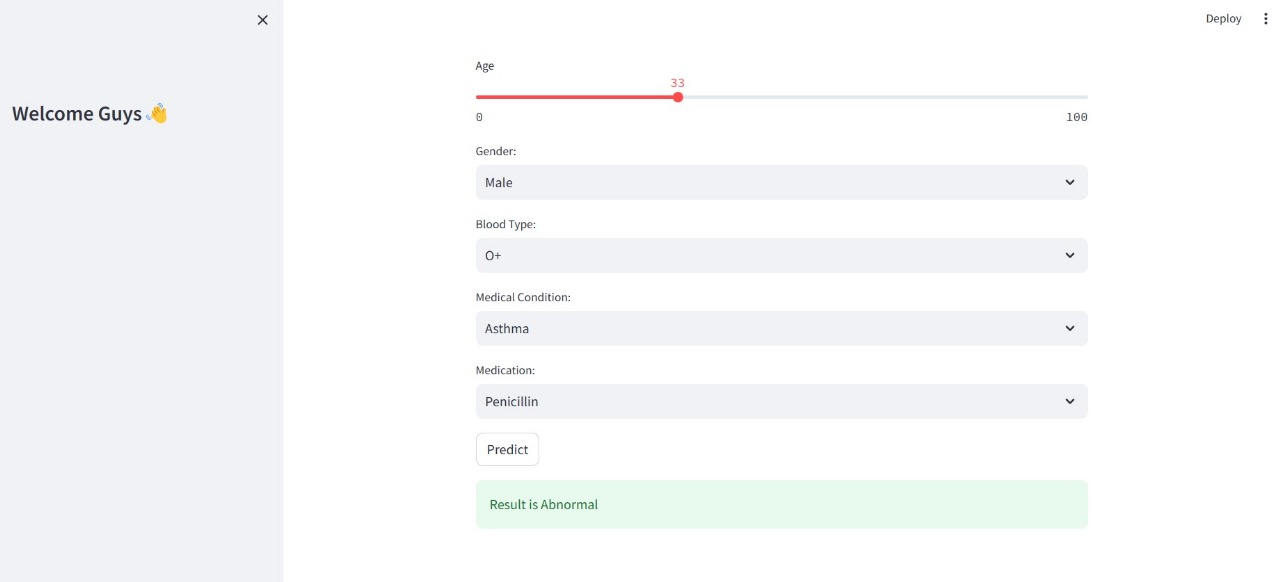 Deploy
Welcome Guys 👋
Age
33
0
100
Gender:
Male
Blood Type:
O+
Medical Condition:
Asthma
Medication:
Penicillin
Predict
Result is Abnormal